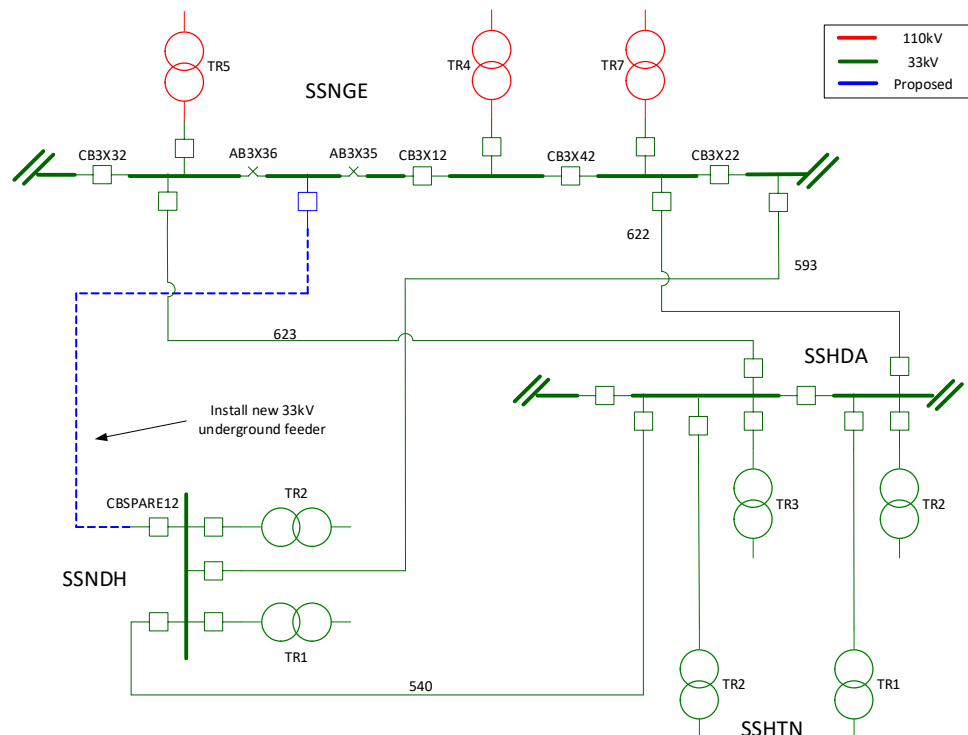 110kV
33kV
Proposed
TR5
TR4
TR7
SSNGE
CB3X32
AB3X36
AB3X35
CB3X12
CB3X42
CB3X22
622
593
623
SSHDA
Install new 33kV
underground feeder
CBSPARE12
TR2
TR3
TR2
SSNDH
TR1
540
TR2
TR1
SSHTN